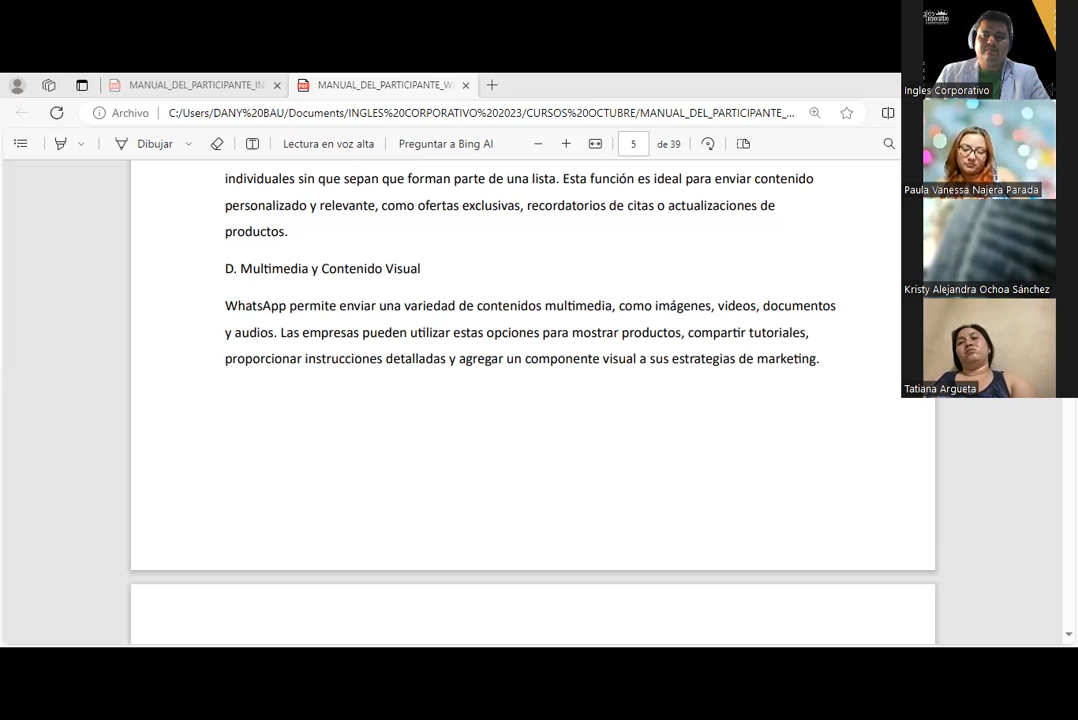 MANUAL_DEL_PARTICIPANTE_IN
MANUAL_DEL_PARTICIPANTE_W
Archivo
C:/Users/DANY%20BAU/Documents/INGLES%20CORPORATIVO%202023/CURSOS%20OCTUBRE/MANUAL_DEL_PARTICIPANTE_...
Dibujar
Lectura en voz alta
Preguntar a Bing AI
5
de 39
individuales sin que sepan que forman parte de una lista. Esta función es ideal para enviar contenido
personalizado y relevante, como ofertas exclusivas, recordatorios de citas o actualizaciones de
productos.
D. Multimedia y Contenido Visual
WhatsApp permite enviar una variedad de contenidos multimedia, como imágenes, videos, documentos
y audios. Las empresas pueden utilizar estas opciones para mostrar productos, compartir tutoriales,
proporcionar instrucciones detalladas y agregar un componente visual a sus estrategias de marketing.
Ingles Corporativo
Paula Vanessa Najera Parada
Kristy Alejandra Ochoa Sánchez
Tatiana Argueta